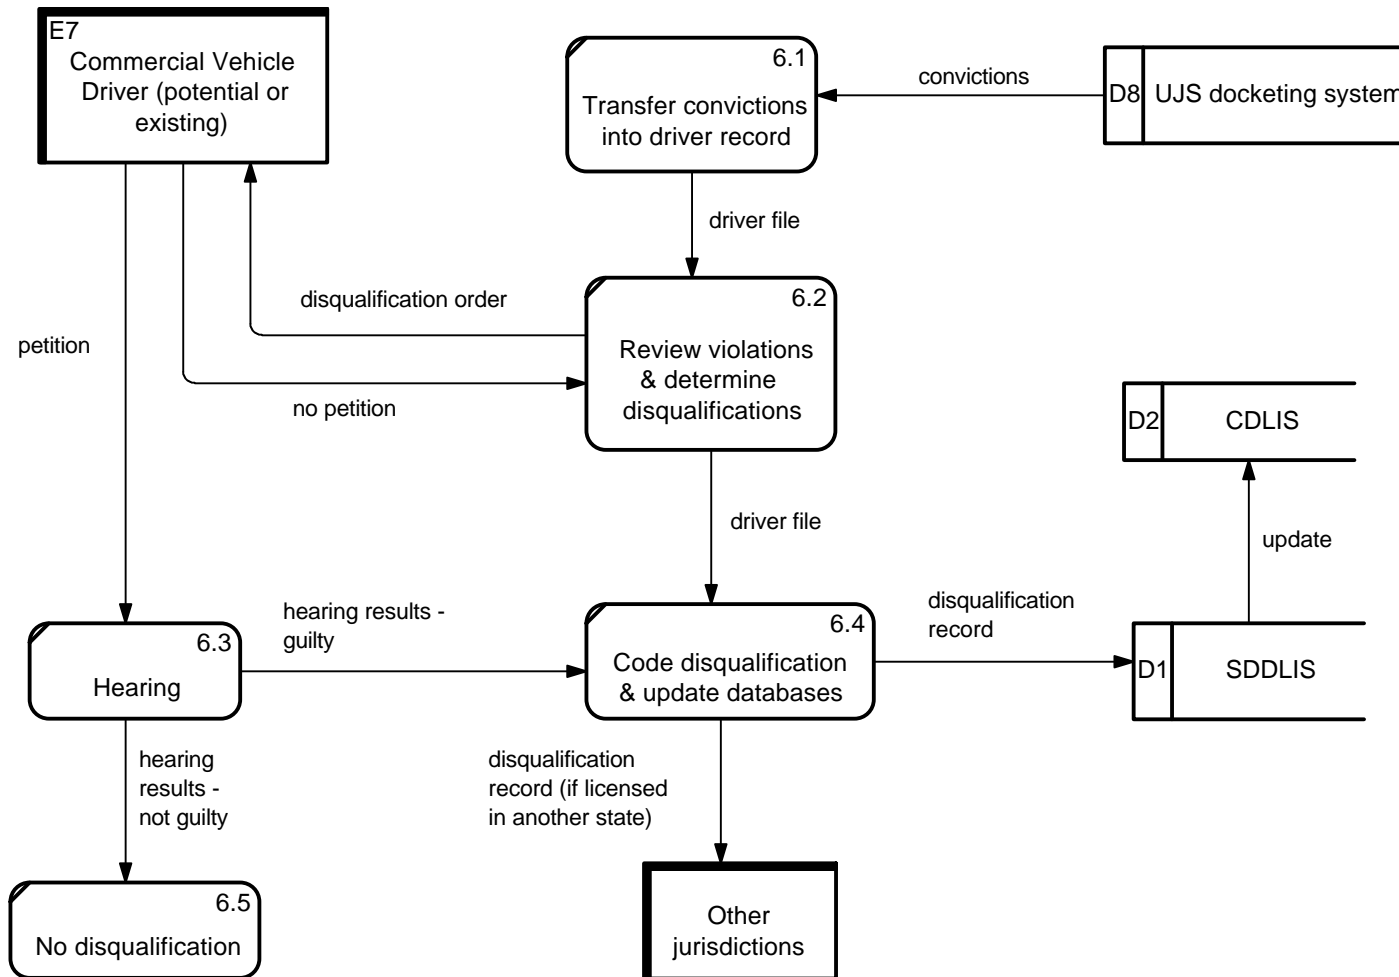 E7
Commercial Vehicle
Driver (potential or
existing)
6.1
Transfer convictions
into driver record
convictions
D8
UJS docketing system
driver file
disqualification order
6.2
Review violations
& determine
disqualifications
petition
no petition
D2
CDLIS
driver file
update
hearing results -
guilty
6.3
Hearing
6.4
Code disqualification
& update databases
disqualification
record
D1
SDDLIS
hearing
results -
not guilty
disqualification
record (if licensed
in another state)
6.5
No disqualification
Other
jurisdictions